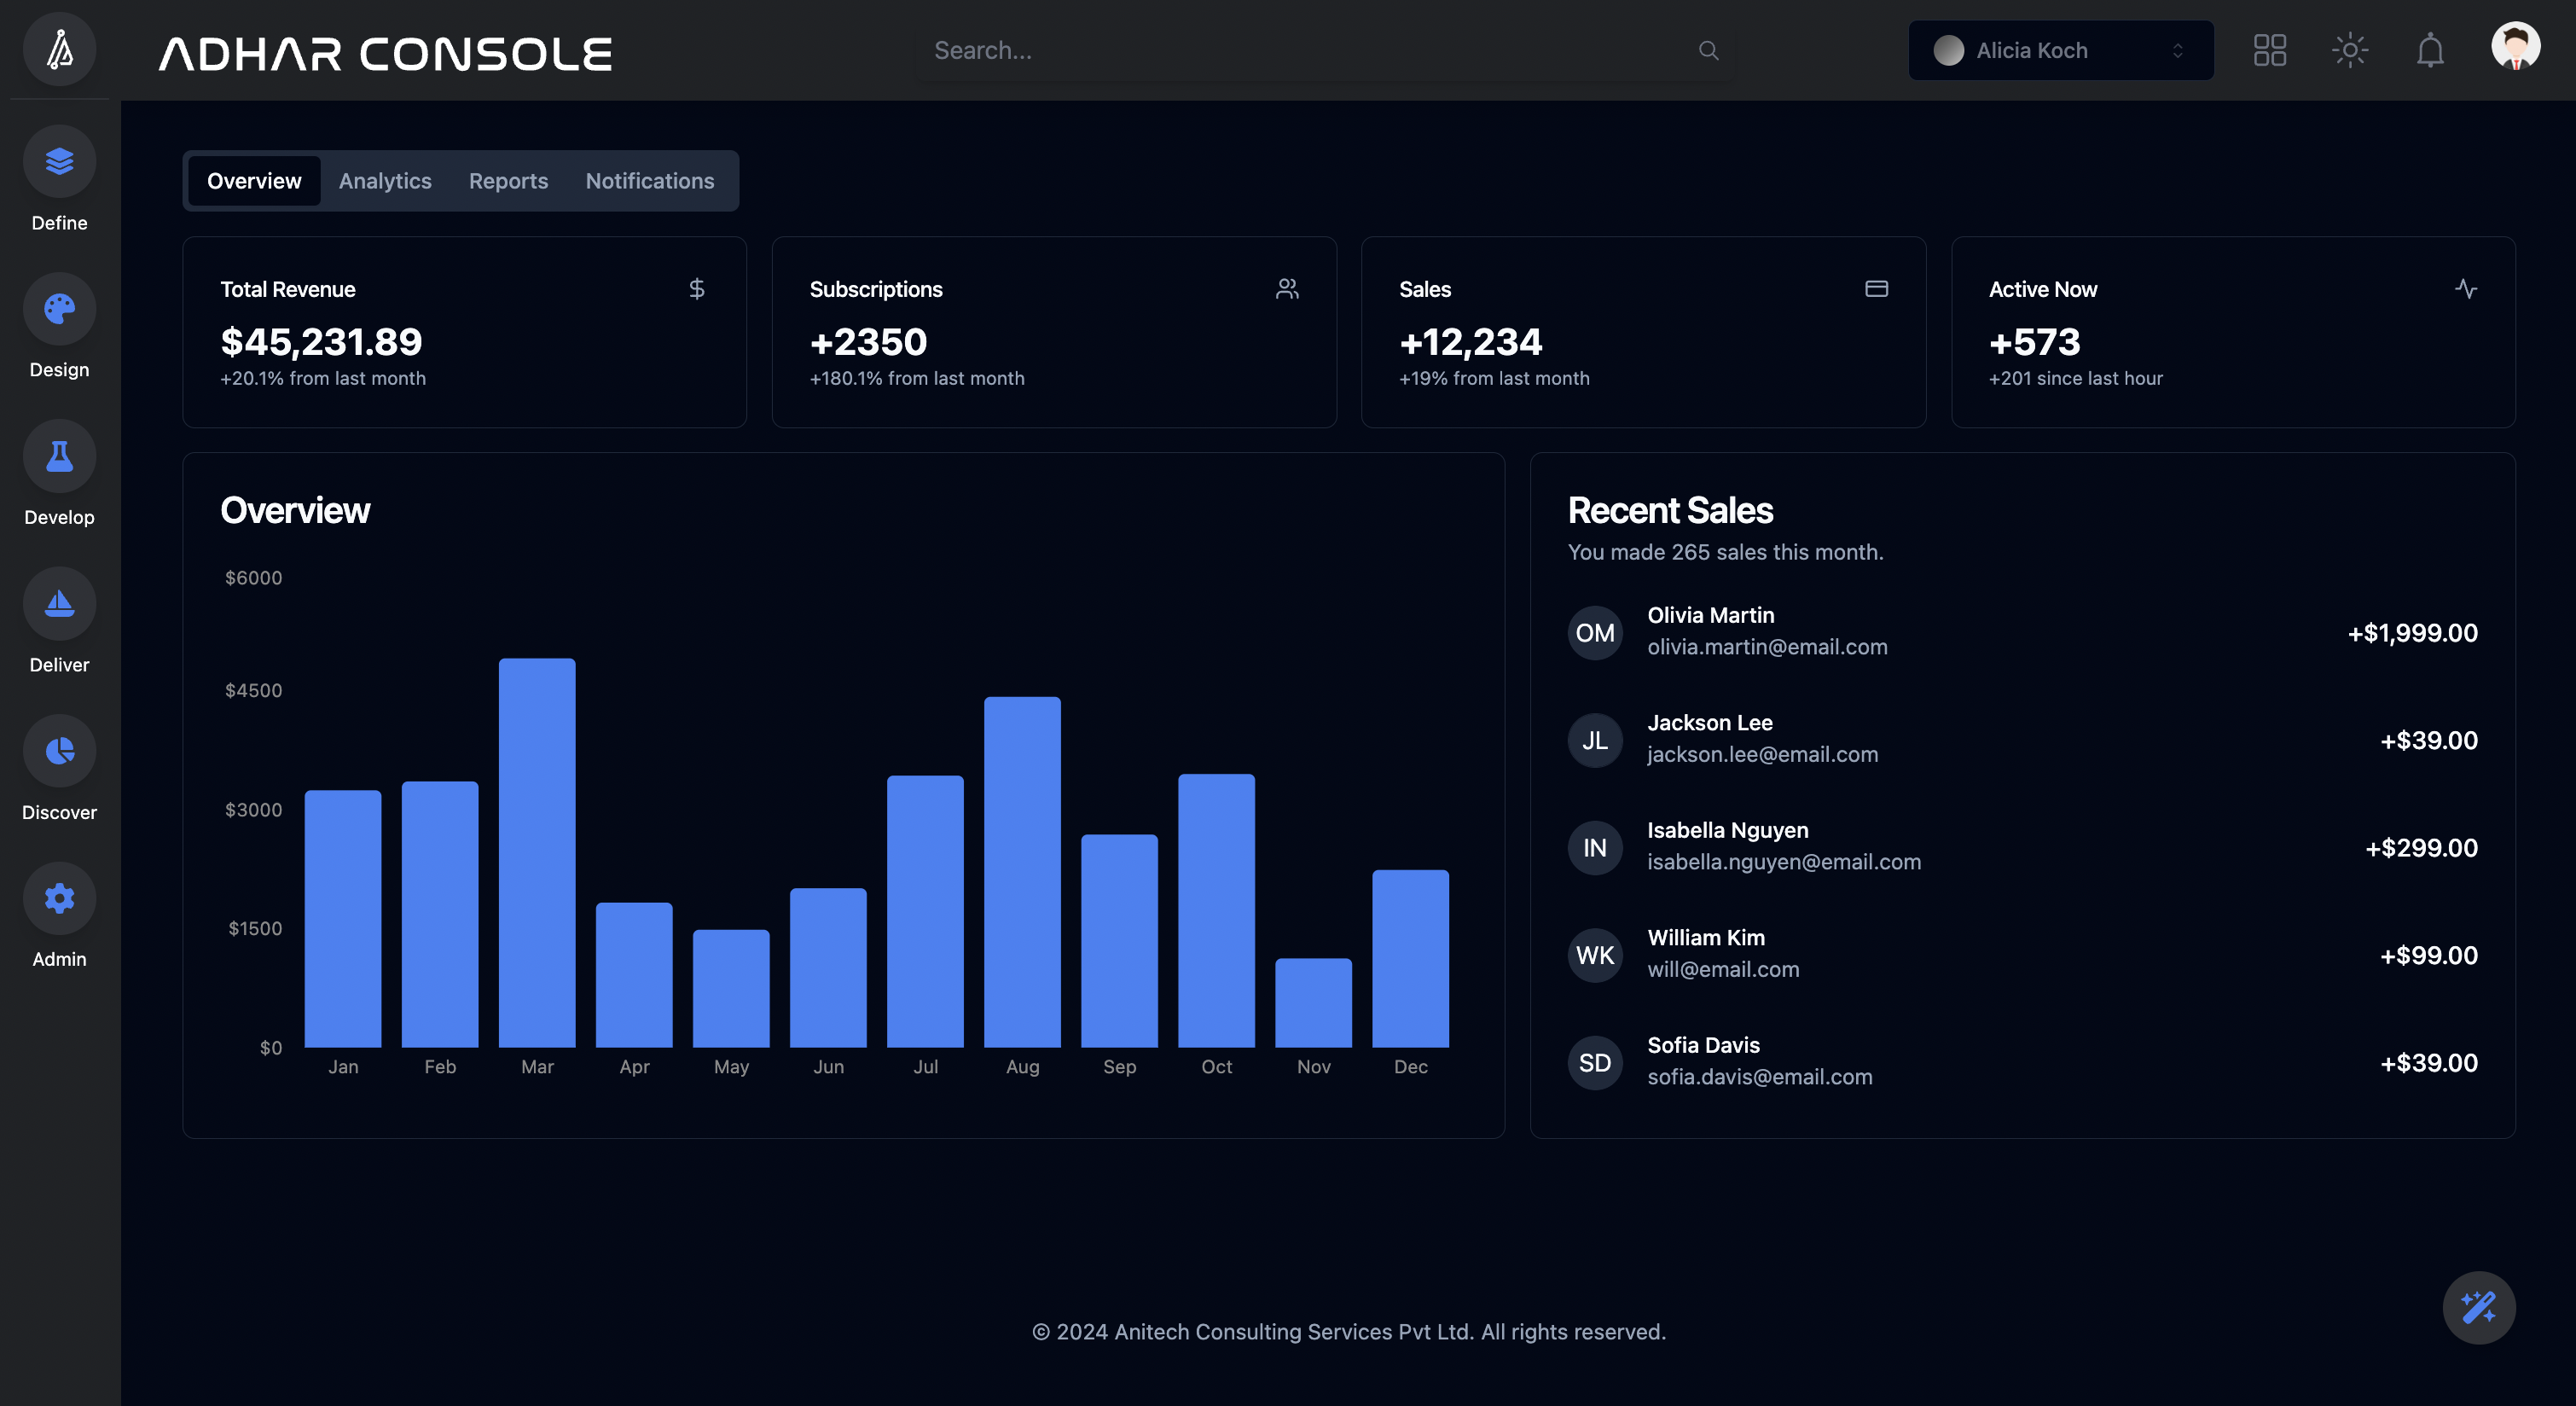 ADHAR CONSOLE
Search...
Alicia Koch
Define
Design
Develop
Deliver
Discover
Admin
Overview
Analytics
Reports
Notifications
Total Revenue
$45,231.89
+20.1% from last month
Subscriptions
+2350
+180.1% from last month
Sales
+12,234
+19% from last month
Active Now
+573
+201 since last hour
Overview
$6000
$4500
$3000
$1500
$0
Jan
Feb
Mar
Apr
May
Jun
Jul
Aug
Sep
Oct
Nov
Dec
Recent Sales
You made 265 sales this month.
OM
Olivia Martin
olivia.martin@email.com
+$1,999.00
JL
Jackson Lee
jackson.lee@email.com
+$39.00
IN
Isabella Nguyen
isabella.nguyen@email.com
+$299.00
WK
William Kim
will@email.com
+$99.00
SD
Sofia Davis
sofia.davis@email.com
+$39.00
© 2024 Anitech Consulting Services Pvt Ltd. All rights reserved.